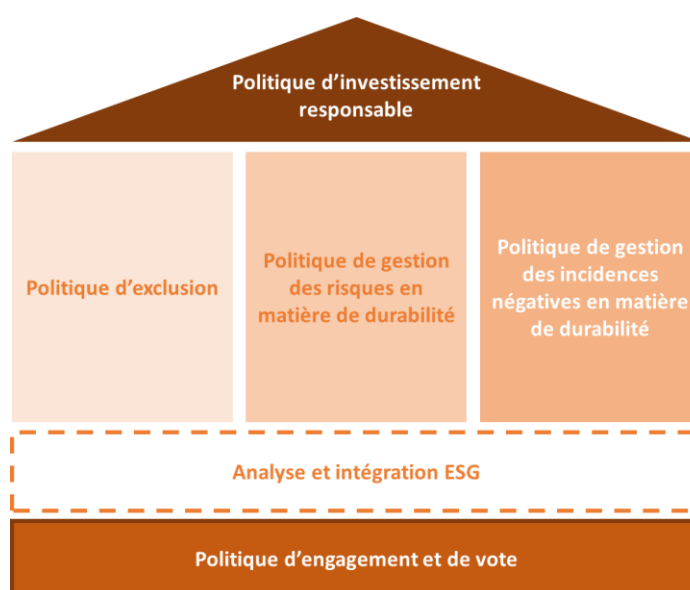 Politique d’investissement
responsable
Politique d’exclusion
Politique de gestion
des risques en
matière de durabilité
Politique de gestion
des incidences
négatives en matière
de durabilité
Analyse et intégration ESG
Politique d’engagement et de vote